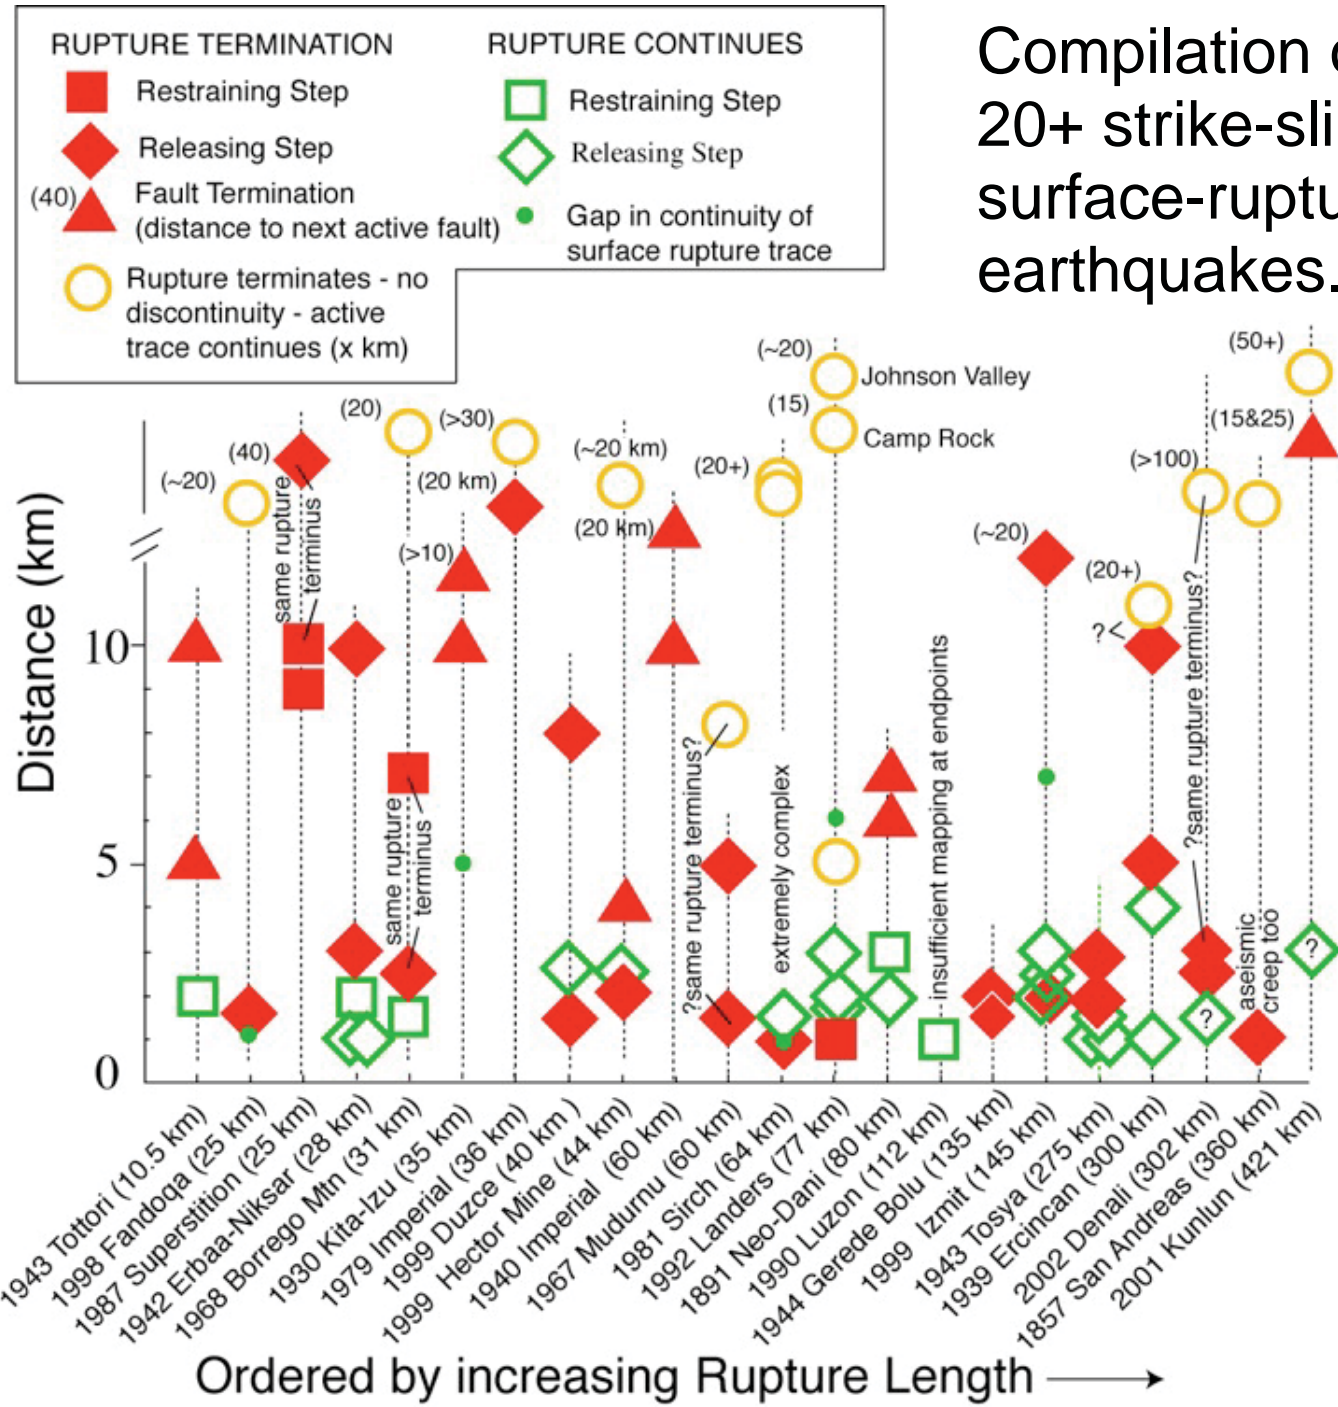 RUPTURE TERMINATION
Restraining Step
Releasing Step
(40)
Fault Termination
(distance to next active fault)
Rupture terminates - no
discontinuity - active
trace continues (x km)
RUPTURE CONTINUES
Restraining Step
Releasing Step
Gap in continuity of
surface rupture trace
Compilation
20+
earthquakes.
Distance (km)
10
5
0
(~20)
(40)
same rupture
terminus
(20)
same rupture
terminus
(>30)
(20 km)
(>10)
(~20 km)
(20 km)
?same rupture terminus?
(20+)
extremely complex
(~20)
Johnson Valley
(15)
Camp Rock
insufficient mapping at endpoints
(~20)
(20+)
?<
(>100)
?same rupture terminus?
?
aseismic
creep too
(50+)
(15&25)
?
1943 Tottori (10.5 km)
1998 Fandoqa (25 km)
1987 Superstition (25 km)
1942 Erbaa-Niksar (28 km)
1968 Borrego Mtn (31 km)
1930 Kita-Izu (35 km)
1979 Imperial (36 km)
1999 Duzce (40 km )
1999 Hector Mine (44 km)
1940 Imperial (60 km)
1967 Mudurnu (60 km)
1981 Sirch (64 km)
1992 Landers (77 km)
1891 Neo-Dani (80 km)
1990 Luzon (112 km)
1944 Gerede Bolu (135 km)
1999 Izmit (145 km)
1943 Tosya (275 km)
1939 Ercincan (300 km)
2002 Denali (302 km)
1857 San Andreas (360 km)
2001 Kunlun (421 km)
Ordered by increasing Rupture Length